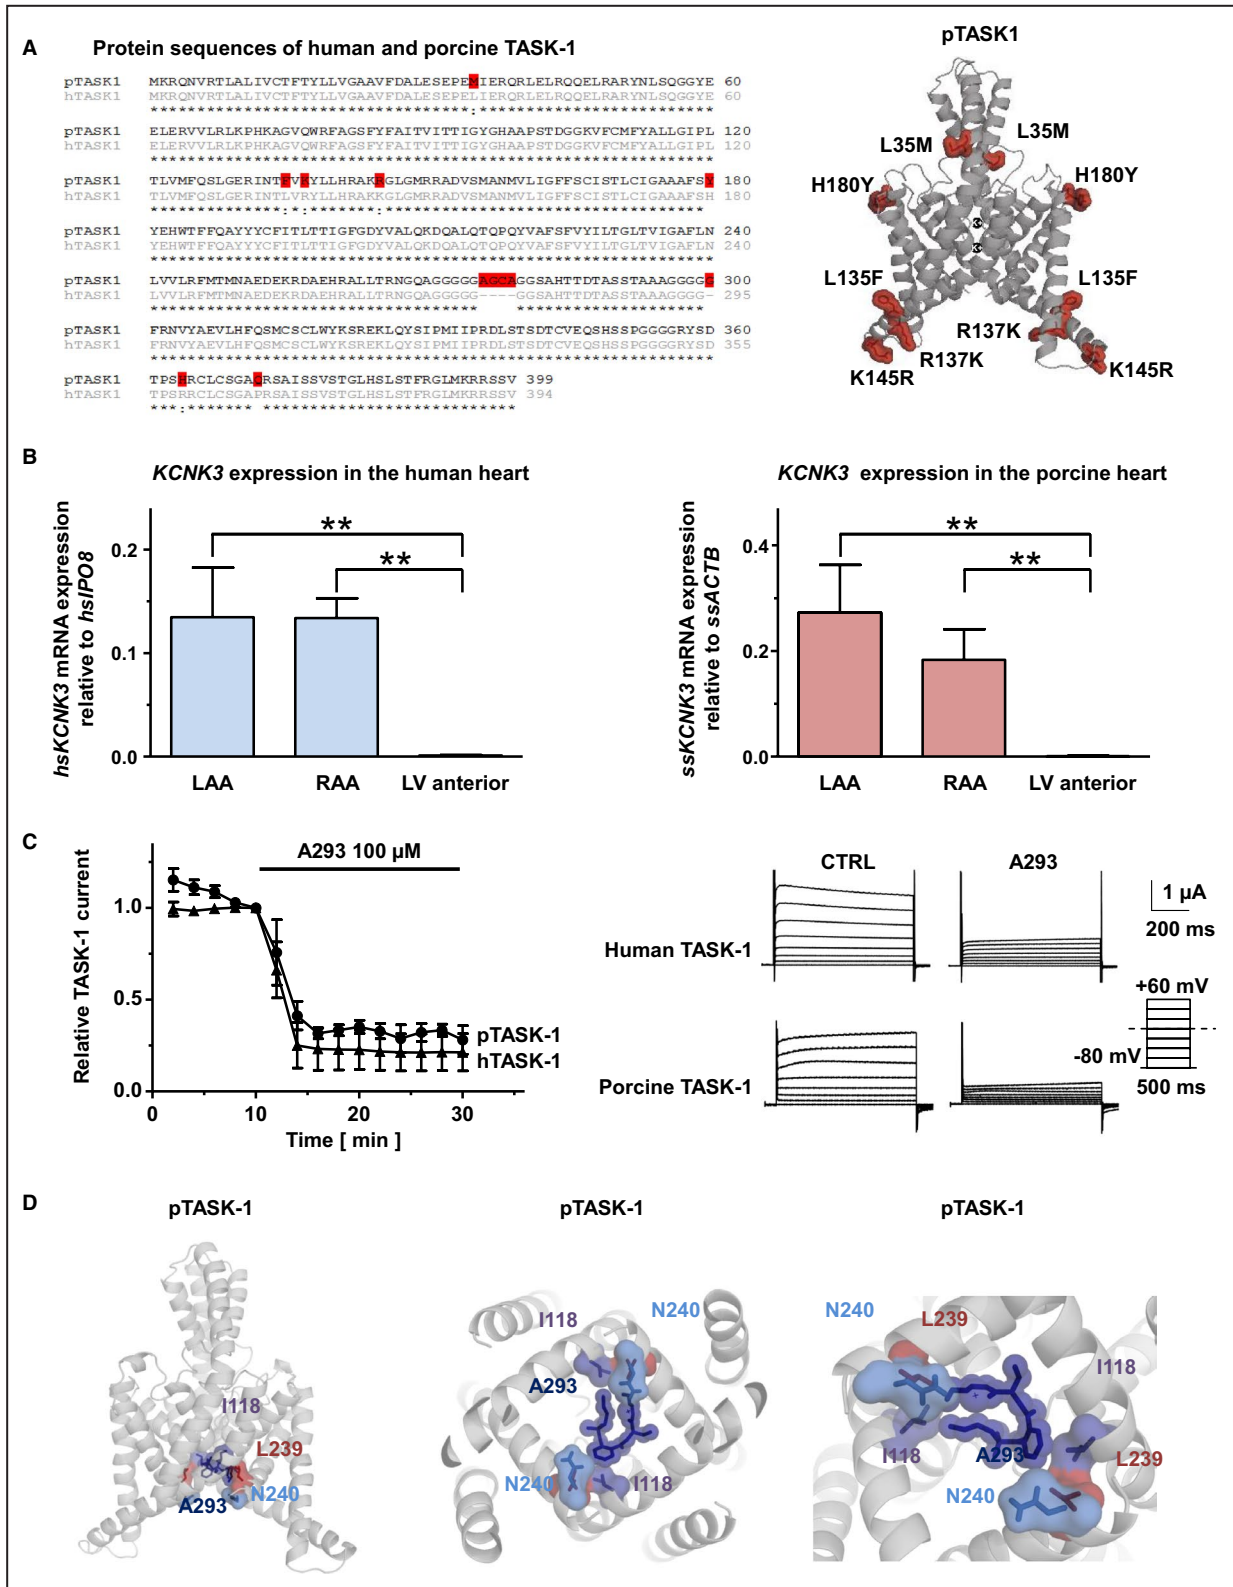 A
Protein sequences of human and porcine TASK-1
pTASK1 MKRQNVRTLALIVCTFTYLLVGAAVFDALESEPEMIERQRLELRQQELRARYNLSQGGYE 60
hTASK1 MKRQNVRTLALIVCTFTYLLVGAAVFDALESEPELIERQRLELRQQELRARYNLSQGGYE 60
**********************************:*************************
pTASK1 ELERVVLRLKPHKAGVQWRFAGSFYFAITVITTIGYGHAAPSTDGGKVFCMFYALLGIPL 120
hTASK1 ELERVVLRLKPHKAGVQWRFAGSFYFAITVITTIGYGHAAPSTDGGKVFCMFYALLGIPL 120
************************************************************
pTASK1 TLVMFQSLGERINTFVKYLLHRAKHGLGMRRADVSMANMVLIGFFSCISTLCIGAAAFSY 180
hTASK1 TLVMFQSLGERINTLVRYLLHRAKKGLGMRRADVSMANMVLIGFFSCISTLCIGAAAFSH 180
**************:*:*******:**********************************
pTASK1 YEHWTFFQAYYYCFITLTTIGFGDYVALQKDQALQTQPQYVAFSFVYILTGLTVIGAFLN 240
hTASK1 YEHWTFFQAYYYCFITLTTIGFGDYVALQKDQALQTQPQYVAFSFVYILTGLTVIGAFLN 240
************************************************************
pTASK1 LVVLRFMTMNAEDEKRDAEHRALLTRNGQAGGGGGAGCAGGSAHTTDTASSTAAAGGGGG 300
hTASK1 LVVLRFMTMNAEDEKRDAEHRALLTRNGQAGGGGG----GGSAHTTDTASSTAAAGGGG- 295
*********************************** ********************
pTASK1 FRNVYAEVLHFQSMCSCLWYKSREKLQYSIPMIIPRDLSTSDTCVEQSHSSPGGGGRYSD 360
hTASK1 FRNVYAEVLHFQSMCSCLWYKSREKLQYSIPMIIPRDLSTSDTCVEQSHSSPGGGGRYSD 355
************************************************************
pTASK1 TPSHRCLCSGAQRSAISSVSTGLHSLSTFRGLMKRRSSV 399
hTASK1 TPSRRCLCSGAPRSAISSVSTGLHSLSTFRGLMKRRSSV 394
***:******* ***************************
pTASK1
L35M
L35M
H180Y
H180Y
L135F
L135F
R137K
R137K
K145R
K145R
K
K
B
KCNK3 expression in the human heart
hsKCNK3 mRNA expression
relative to hsIPO8
0.2
0.1
0.0
**
**
LAA RAA LV anterior
KCNK3 expression in the porcine heart
ssKCNK3 mRNA expression
relative to ssACTB
0.4
0.2
0.0
**
**
LAA RAA LV anterior
C
Relative TASK-1 current
A293 100 µM
1.0
0.5
0.0
pTASK-1
hTASK-1
0 10 20 30
Time [ min ]
CTRL A293
1 µA
200 ms
Human TASK-1
Porcine TASK-1
+60 mV
-80 mV
500 ms
D
pTASK-1
I118
L239
A293
N240
pTASK-1
I118
N240
A293
N240
I118
pTASK-1
N240
L239
I118
I118
A293
L239
N240